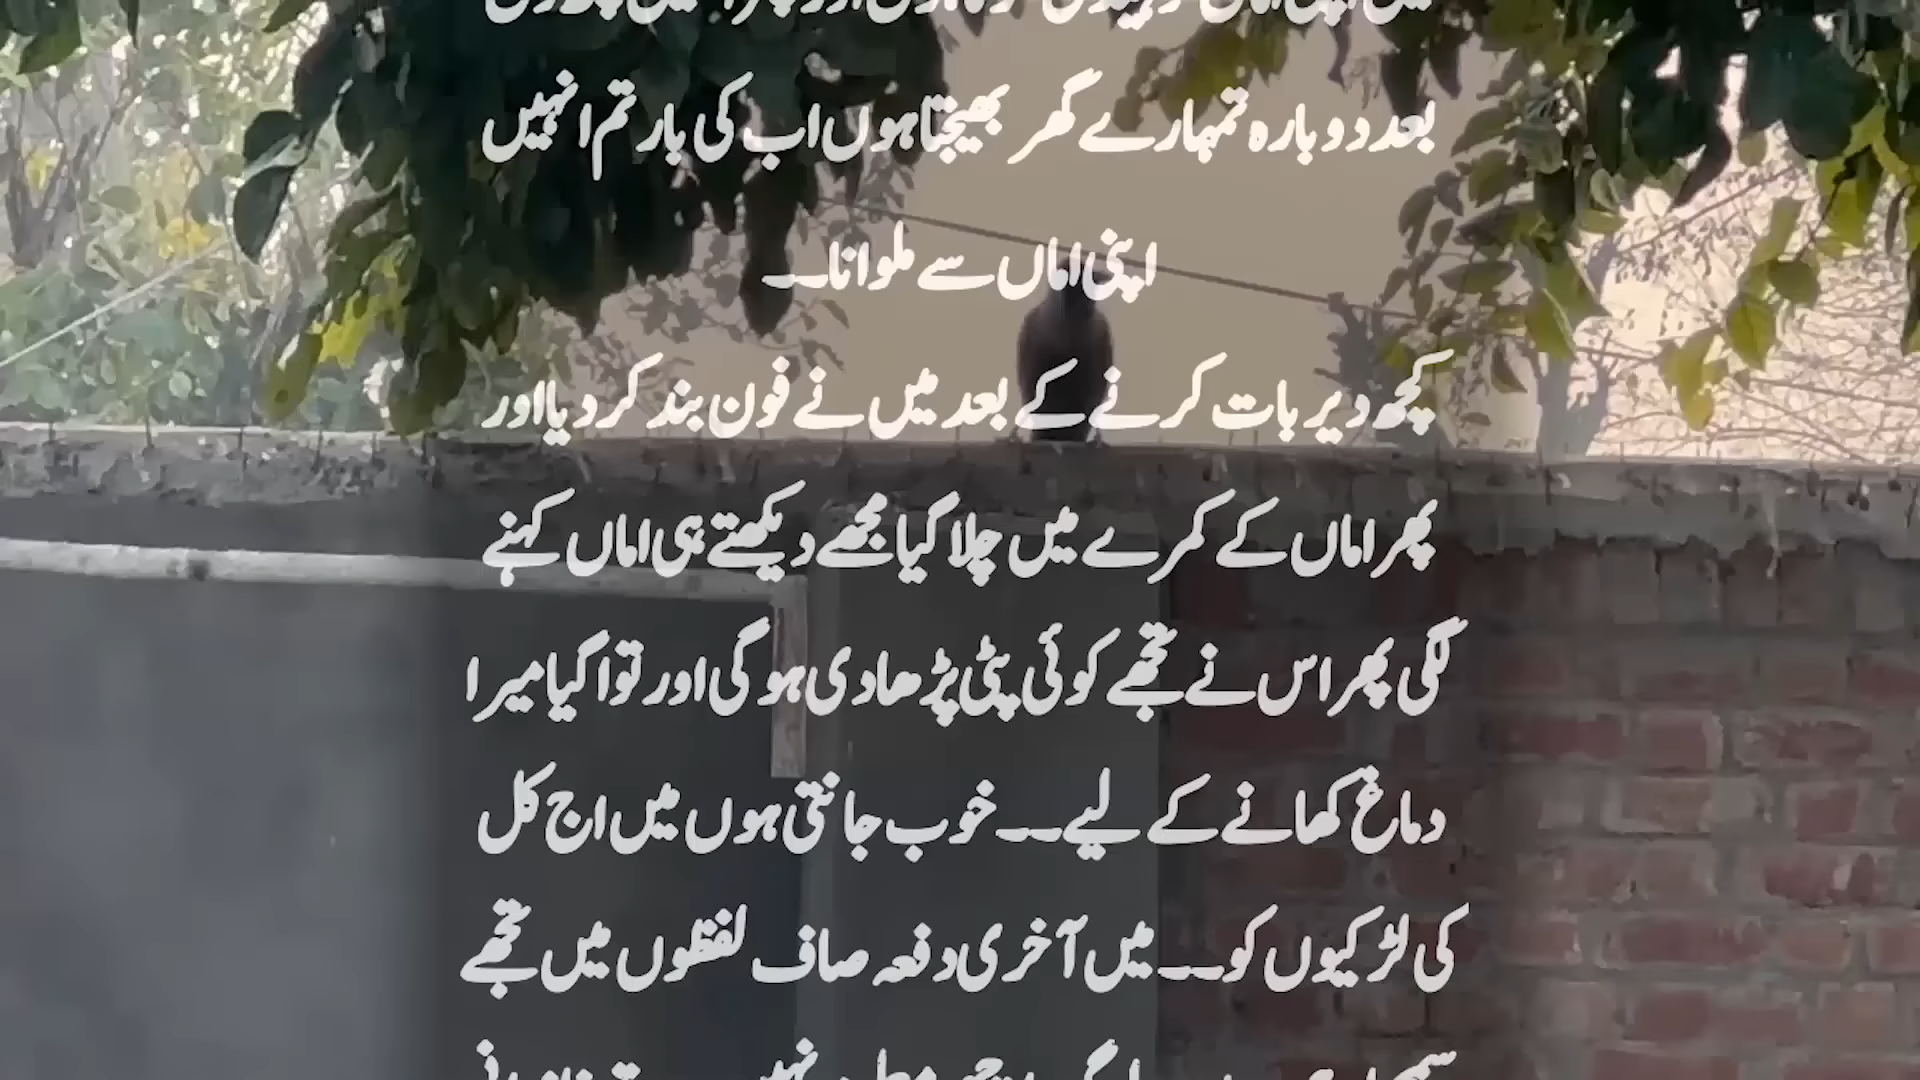 بعد دوبارہ تمہارے گھر بھیجتا ہوں اب کی بار تم انہیں
اپنی اماں سے ملوانا۔۔
کچھ دیر بات کرنے کے بعد میں نے فون بند کر دیا اور
پھر اماں کے کمرے میں چلا گیا مجھے دیکھتے ہی اماں کہنے
لگی پھر اس نے تجھے کوئی پٹی پڑھا دی ہو گی اور تو اگیا میرا
دماغ کھانے کے لیے۔۔ خوب جانتی ہوں میں اج کل
کی لڑکیوں کو۔۔ میں آخری دفعہ صاف لفظوں میں تجھے